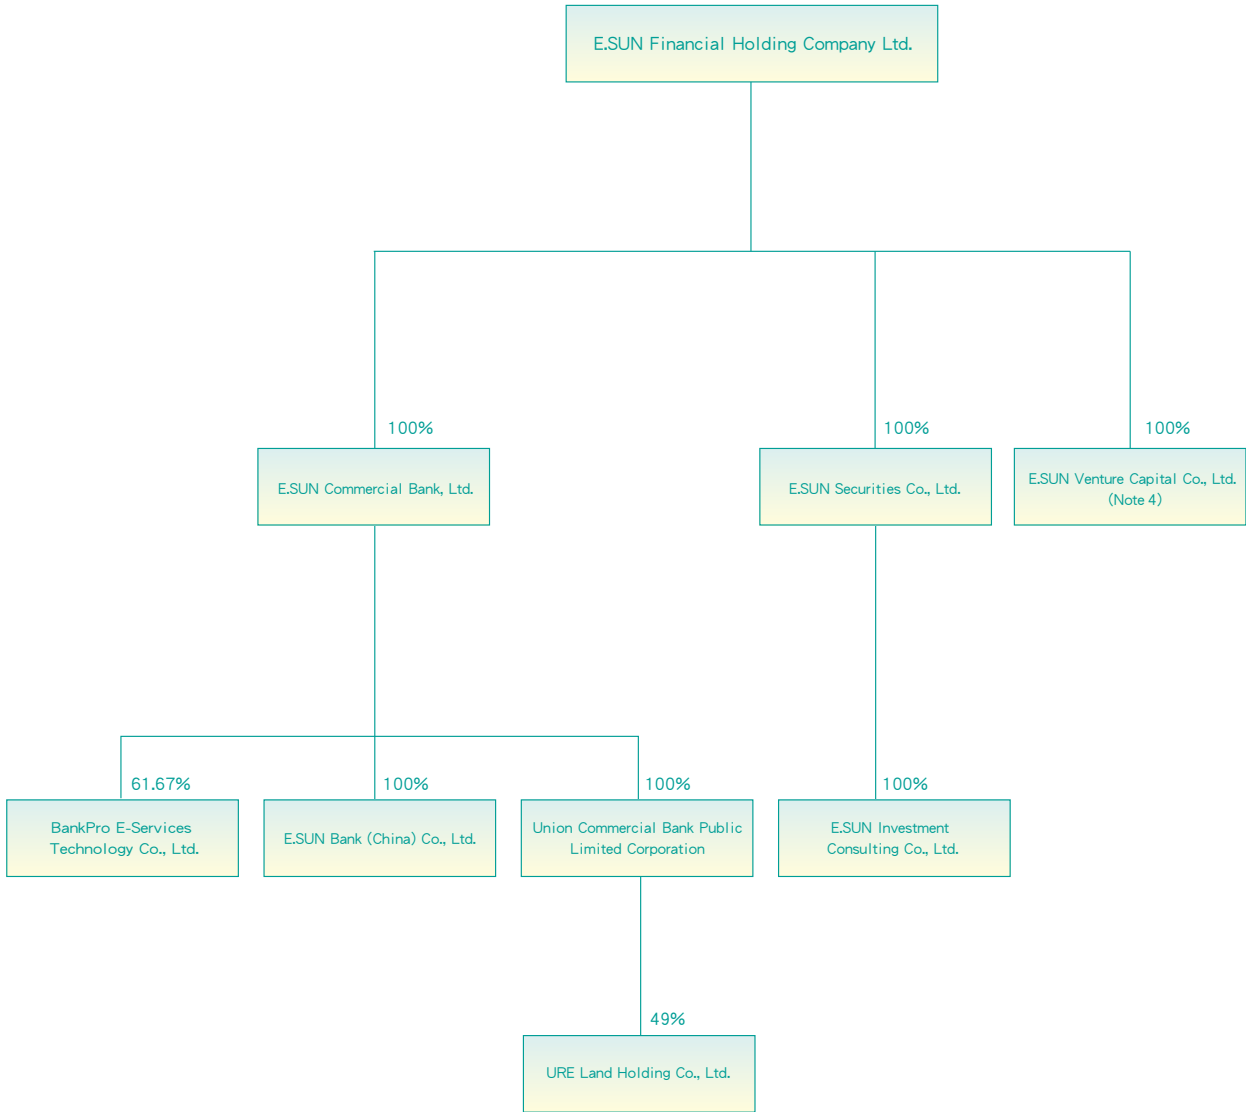 E.SUN Financial Holding Company Ltd.
100%
100%
100%
E.SUN Commercial Bank, Ltd.
E.SUN Securities Co., Ltd.
E.SUN Venture Capital Co., Ltd.
(Note 4)
61.67%
100%
100%
100%
BankPro E-Services
Technology Co., Ltd.
E.SUN Bank (China) Co., Ltd.
Union Commercial Bank Public
Limited Corporation
E.SUN Investment
Consulting Co., Ltd.
49%
URE Land Holding Co., Ltd.